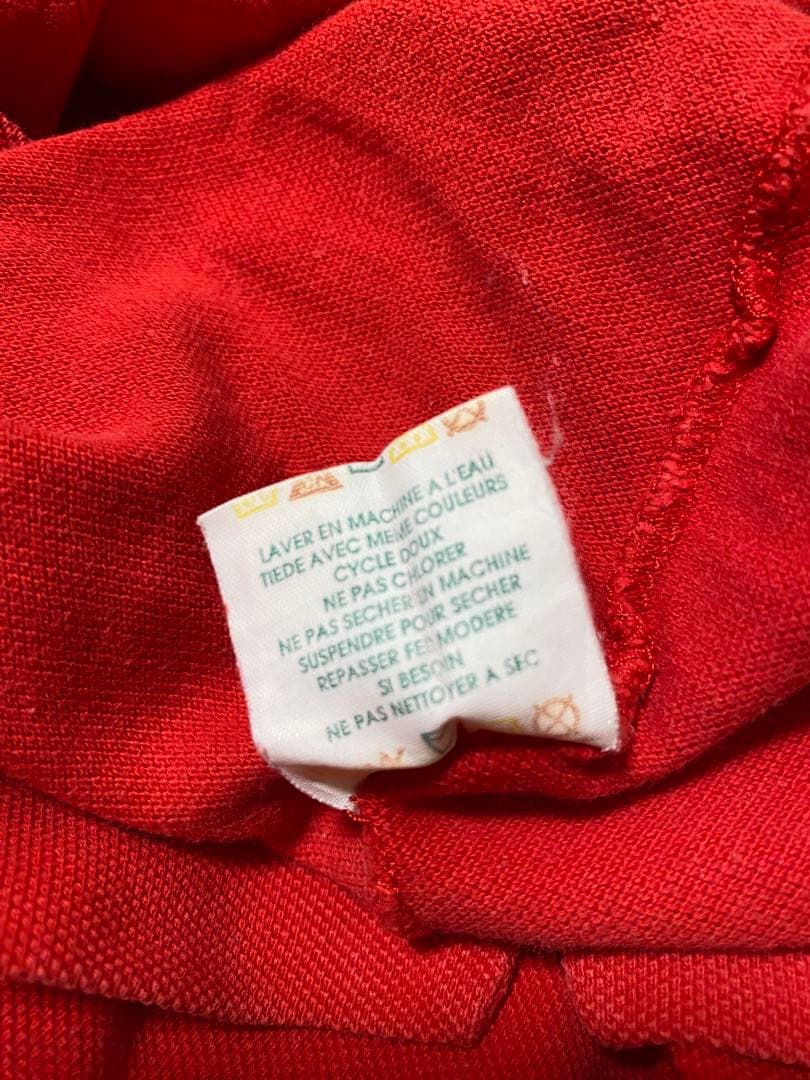 LAVER EN MACHINE A L'EAU
TIEDE AVEC MEME COULEURS
CYCLE DOUX
NE PAS CHLORER
NE PAS SECHER EN MACHINE
SUSPENDRE POUR SECHER
REPASSER FER MODERE
SI BESOIN
NE PAS NETTOYER A SEC